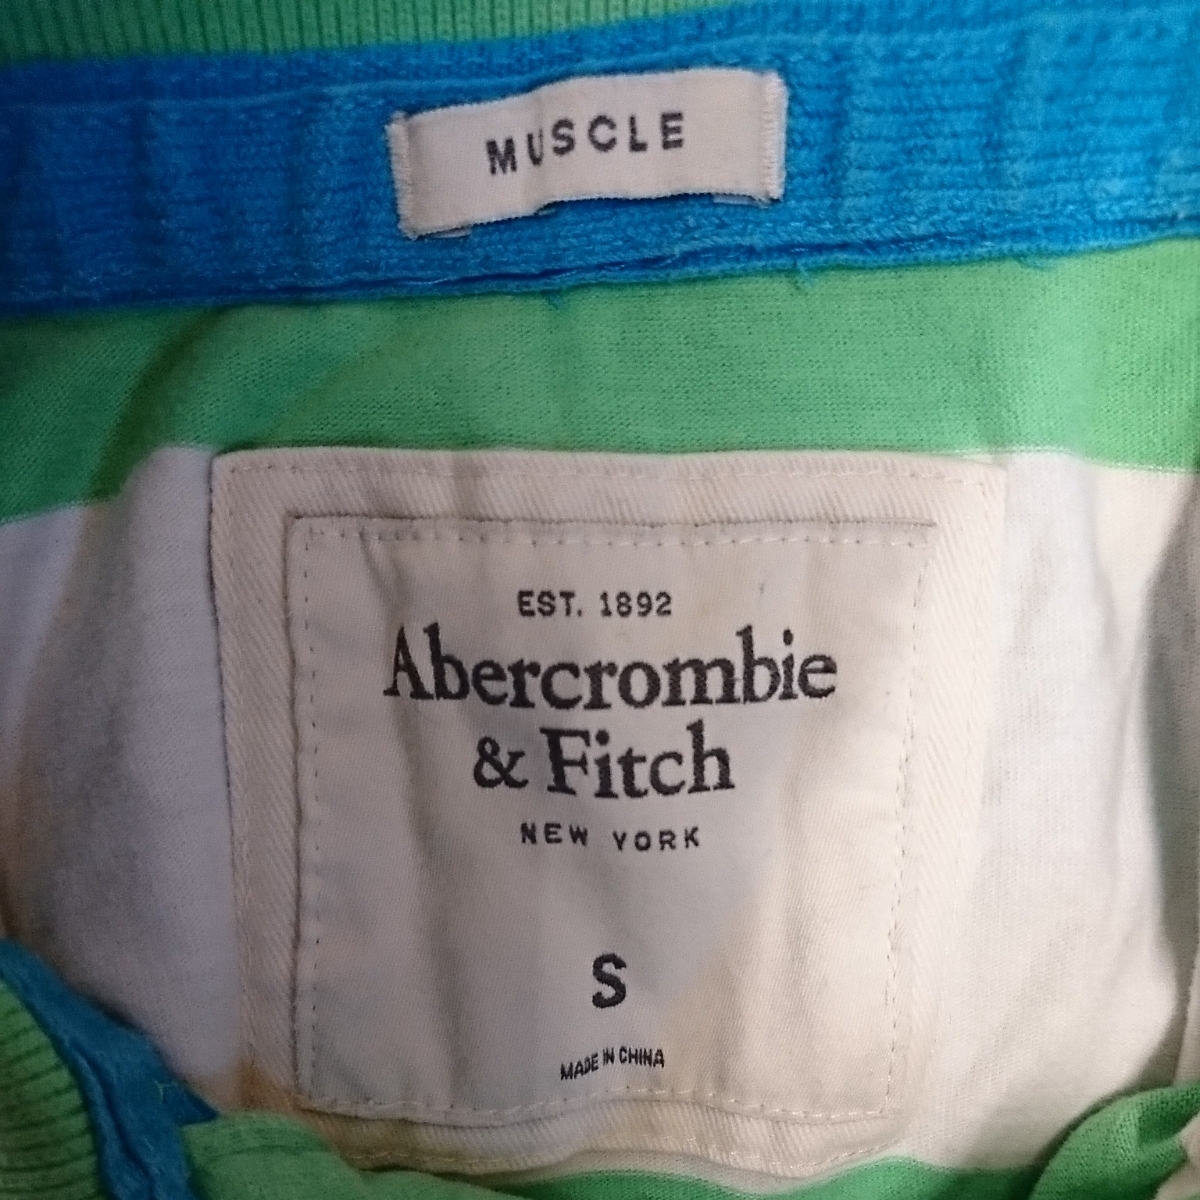 MUSCLE
EST. 1892
Abercrombie
& Fitch
NEW YORK
S
MADE IN CHINA